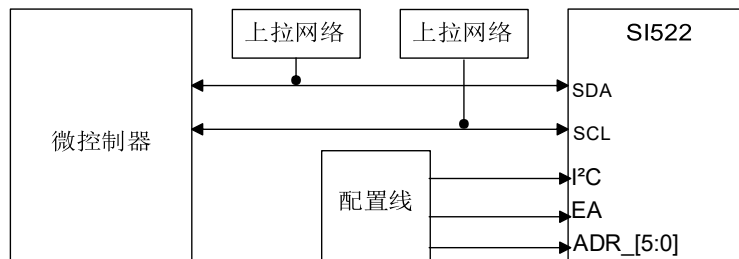 上拉网络
上拉网络
SI522
SDA
微控制器
SCL
配置线
I²C
EA
ADR_[5:0]